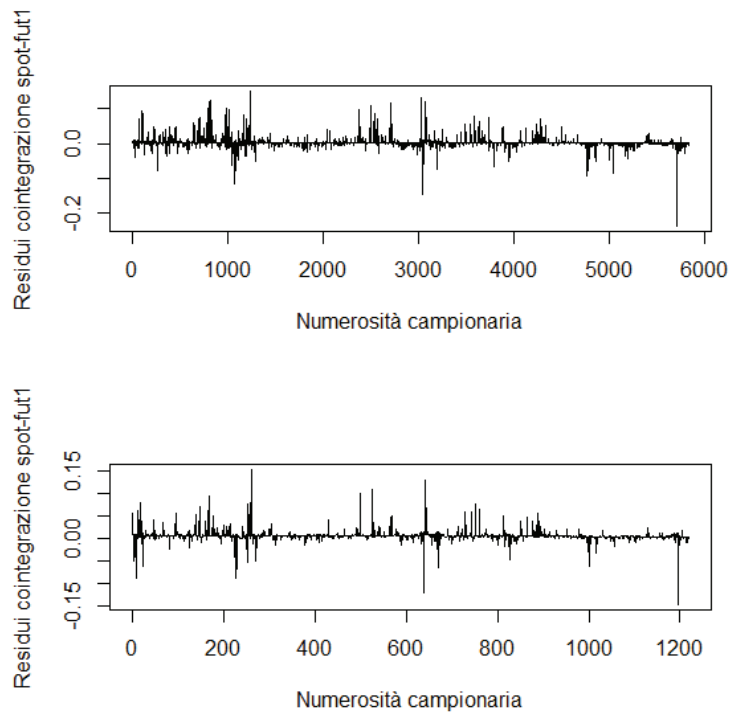 Residui cointegrazione spot-fut1
0.0
-0.2
0 1000 2000 3000 4000 5000 6000
Numerosità campionaria
Residui cointegrazione spot-fut1
0.15
0.00
-0.15
0 200 400 600 800 1000 1200
Numerosità campionaria